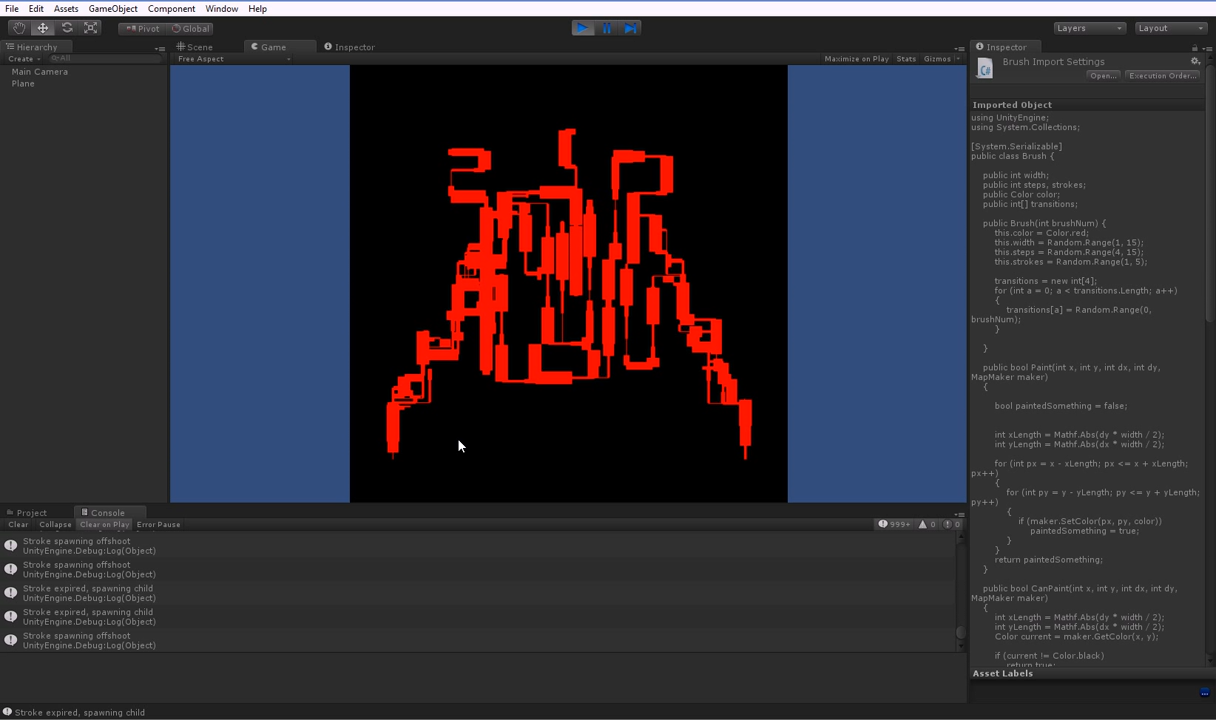 File Edit Assets GameObject Component Window Help
Pivot Global Layers Layout
Hierarchy
Create All
Main Camera
Plane
Scene Game Inspector
Free Aspect Maximize on Play Stats Gizmos
Inspector
Brush Import Settings
Open... Execution Order...
Imported Object
using UnityEngine;
using System.Collections;
[System.Serializable]
public class Brush {
public int width;
public int steps, strokes;
public Color color;
public int[] transitions;
public Brush(int brushNum) {
this.color = Color.red;
this.width = Random.Range(1, 15);
this.steps = Random.Range(4, 15);
this.strokes = Random.Range(1, 5);
transitions = new int[4];
for (int a = 0; a < transitions.Length; a++)
{
transitions[a] = Random.Range(0,
brushNum);
}
}
public bool Paint(int x, int y, int dx, int dy,
MapMaker maker)
{
bool paintedSomething = false;
int xLength = Mathf.Abs(dy * width / 2);
int yLength = Mathf.Abs(dx * width / 2);
for (int px = x - xLength; px <= x + xLength;
px++)
{
for (int py = y - yLength; py <= y + yLength;
py++)
{
if (maker.SetColor(px, py, color))
paintedSomething = true;
}
}
return paintedSomething;
}
public bool CanPaint(int x, int y, int dx, int dy,
MapMaker maker)
{
int xLength = Mathf.Abs(dy * width / 2);
int yLength = Mathf.Abs(dx * width / 2);
Color current = maker.GetColor(x, y);
if (current != Color.black)
return true;
Asset Labels
Project Console
Clear Collapse Clear on Play Error Pause 999+ 0 0
Stroke spawning offshoot
UnityEngine.Debug:Log(Object)
Stroke spawning offshoot
UnityEngine.Debug:Log(Object)
Stroke expired, spawning child
UnityEngine.Debug:Log(Object)
Stroke expired, spawning child
UnityEngine.Debug:Log(Object)
Stroke spawning offshoot
UnityEngine.Debug:Log(Object)
Stroke expired, spawning child